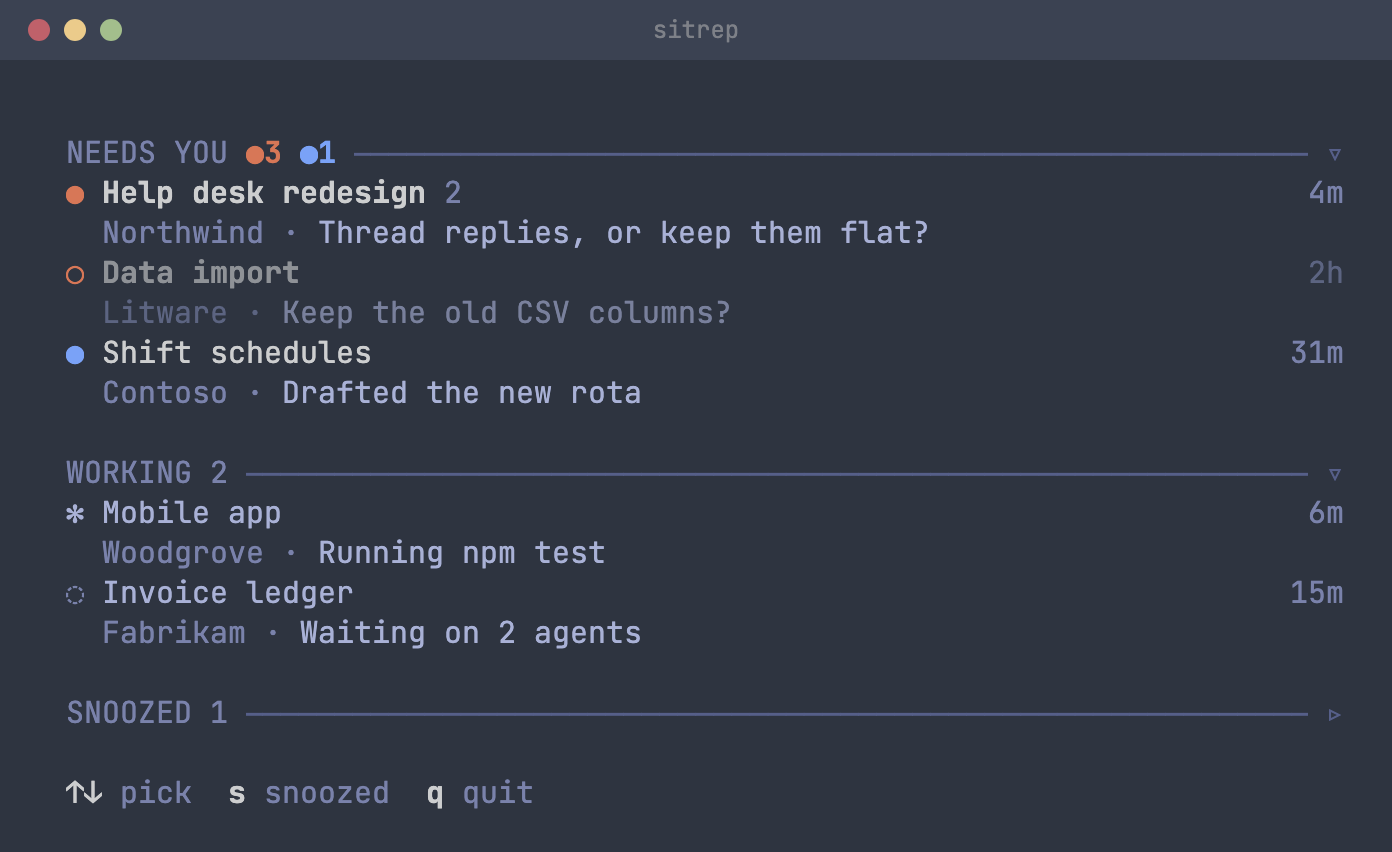 sitrep
NEEDS YOU ●3 ●1 ▿
● Help desk redesign 2 4m
Northwind · Thread replies, or keep them flat?
○ Data import 2h
Litware · Keep the old CSV columns?
● Shift schedules 31m
Contoso · Drafted the new rota
WORKING 2 ▿
✻ Mobile app 6m
Woodgrove · Running npm test
◌ Invoice ledger 15m
Fabrikam · Waiting on 2 agents
SNOOZED 1 ▹
↑↓ pick s snoozed q quit